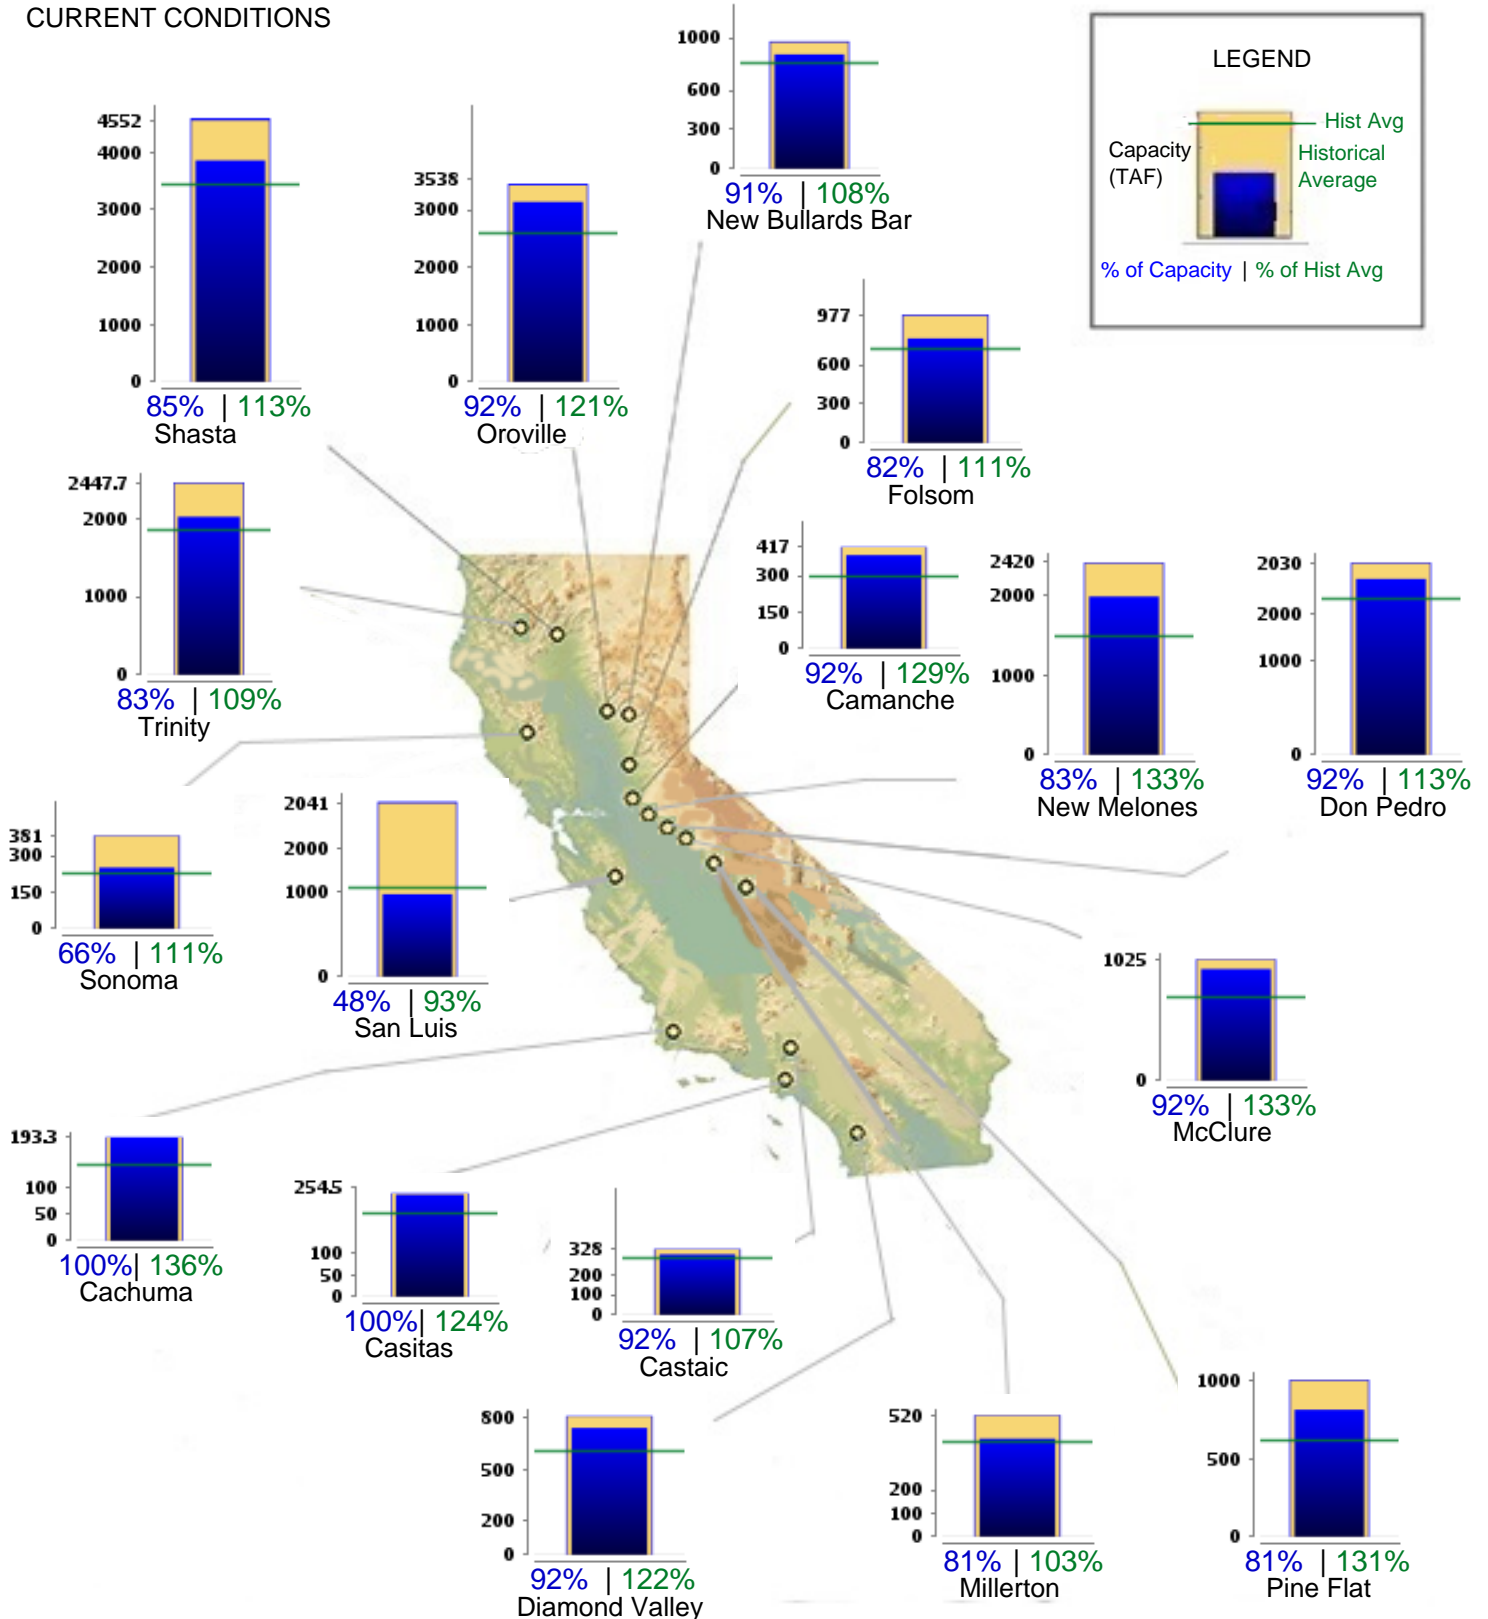 CURRENT CONDITIONS
1000
600
300
0
91% | 108%
New Bullards Bar
LEGEND
Hist Avg
Capacity
(TAF)
Historical
Average
% of Capacity | % of Hist Avg
4552
4000
3000
2000
1000
0
85% | 113%
Shasta
3538
3000
2000
1000
0
92% | 121%
Oroville
977
600
300
0
82% | 111%
Folsom
2447.7
2000
1000
0
83% | 109%
Trinity
417
300
150
0
92% | 129%
Camanche
2420
2000
1000
0
83% | 133%
New Melones
2030
2000
1000
0
92% | 113%
Don Pedro
381
300
150
0
66% | 111%
Sonoma
2041
2000
1000
0
48% | 93%
San Luis
1025
0
92% | 133%
McClure
193.3
100
50
0
100% | 136%
Cachuma
254.5
100
50
0
100% | 124%
Casitas
328
200
100
0
92% | 107%
Castaic
800
500
200
0
92% | 122%
Diamond Valley
520
200
100
0
81% | 103%
Millerton
1000
500
0
81% | 131%
Pine Flat